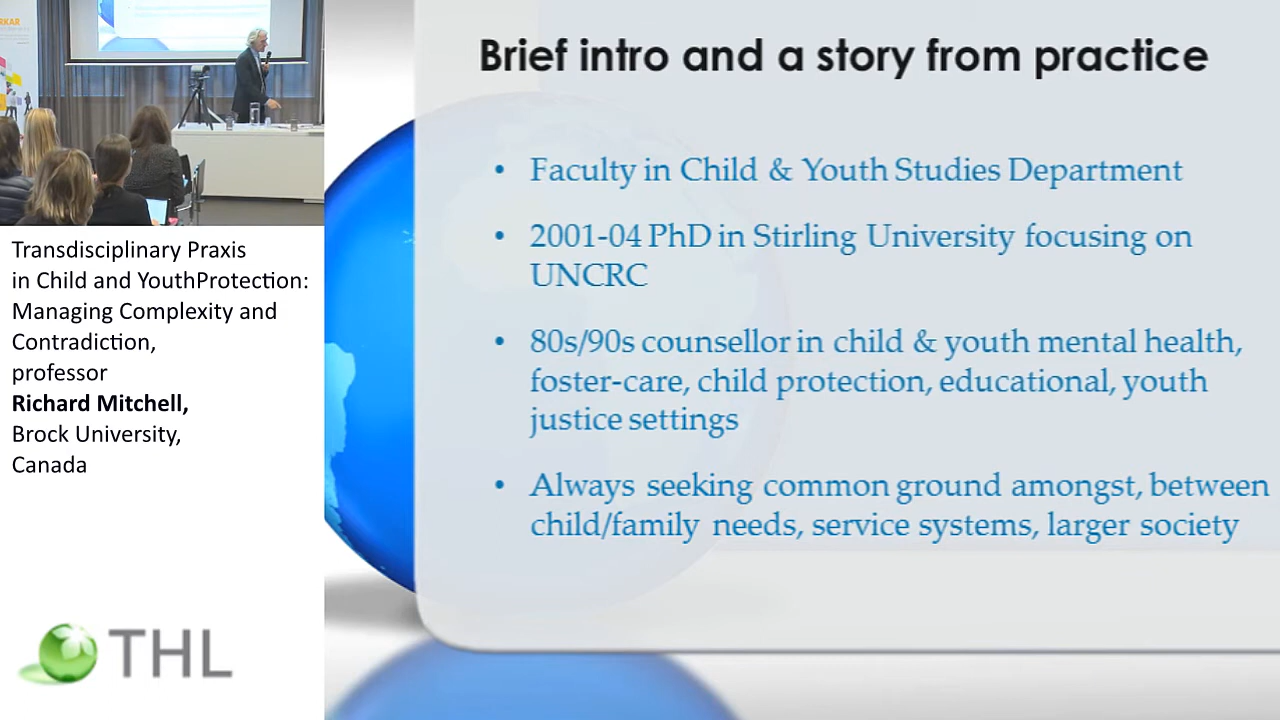 RKAR
Transdisciplinary Praxis
in Child and YouthProtection:
Managing Complexity and
Contradiction,
professor
Richard Mitchell,
Brock University,
Canada
THL
Brief intro and a story from practice
• Faculty in Child & Youth Studies Department
• 2001-04 PhD in Stirling University focusing on
UNCRC
• 80s/90s counsellor in child & youth mental health,
foster-care, child protection, educational, youth
justice settings
• Always seeking common ground amongst, between
child/family needs, service systems, larger society